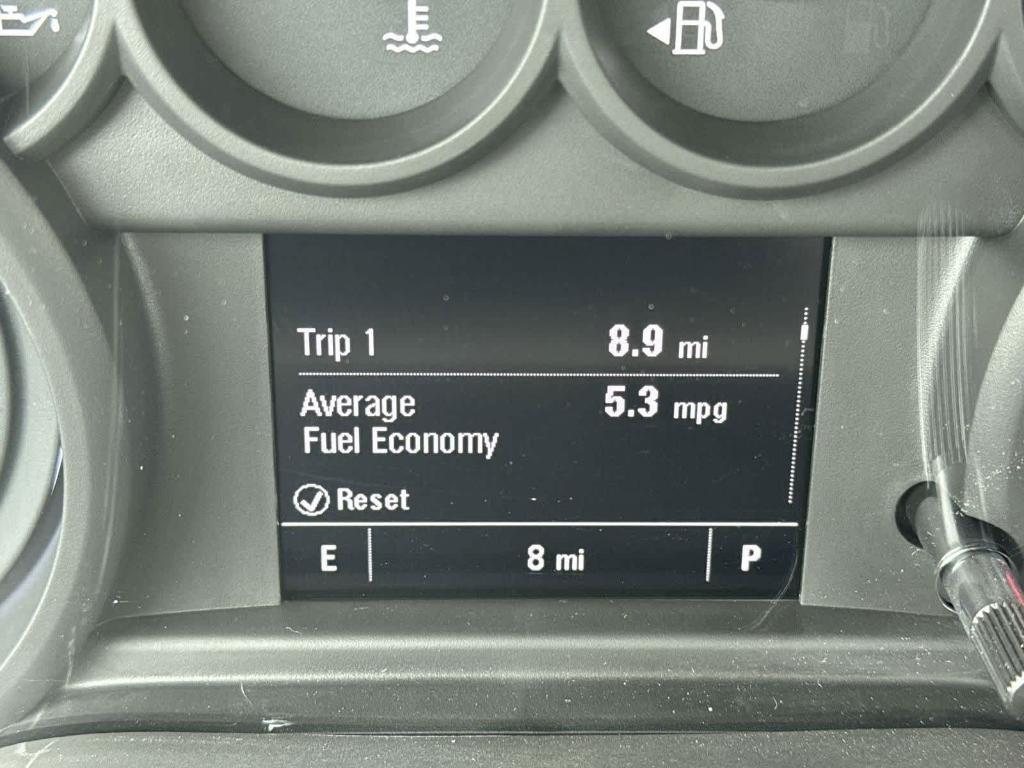 Trip 1 8.9 mi
Average 5.3 mpg
Fuel Economy
Reset
E 8 mi P